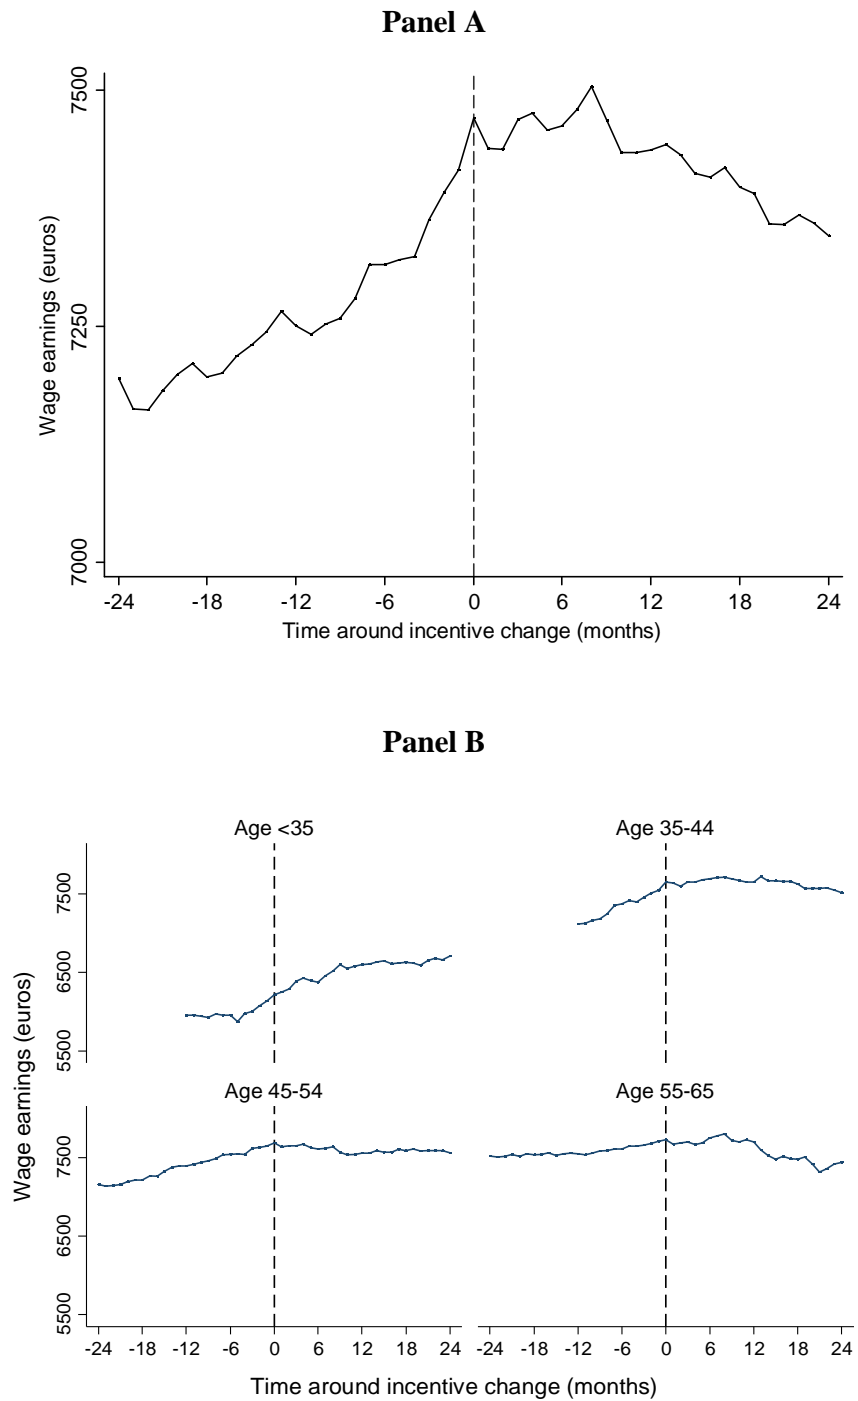 Panel A
Wage earnings (euros)
7500
7250
7000
-24 -18 -12 -6 0 6 12 18 24
Time around incentive change (months)
Panel B
Wage earnings (euros)
Age <35 Age 35-44
7500
6500
5500
Age 45-54 Age 55-65
7500
6500
5500
-24 -18 -12 -6 0 6 12 18 24 -24 -18 -12 -6 0 6 12 18 24
Time around incentive change (months)